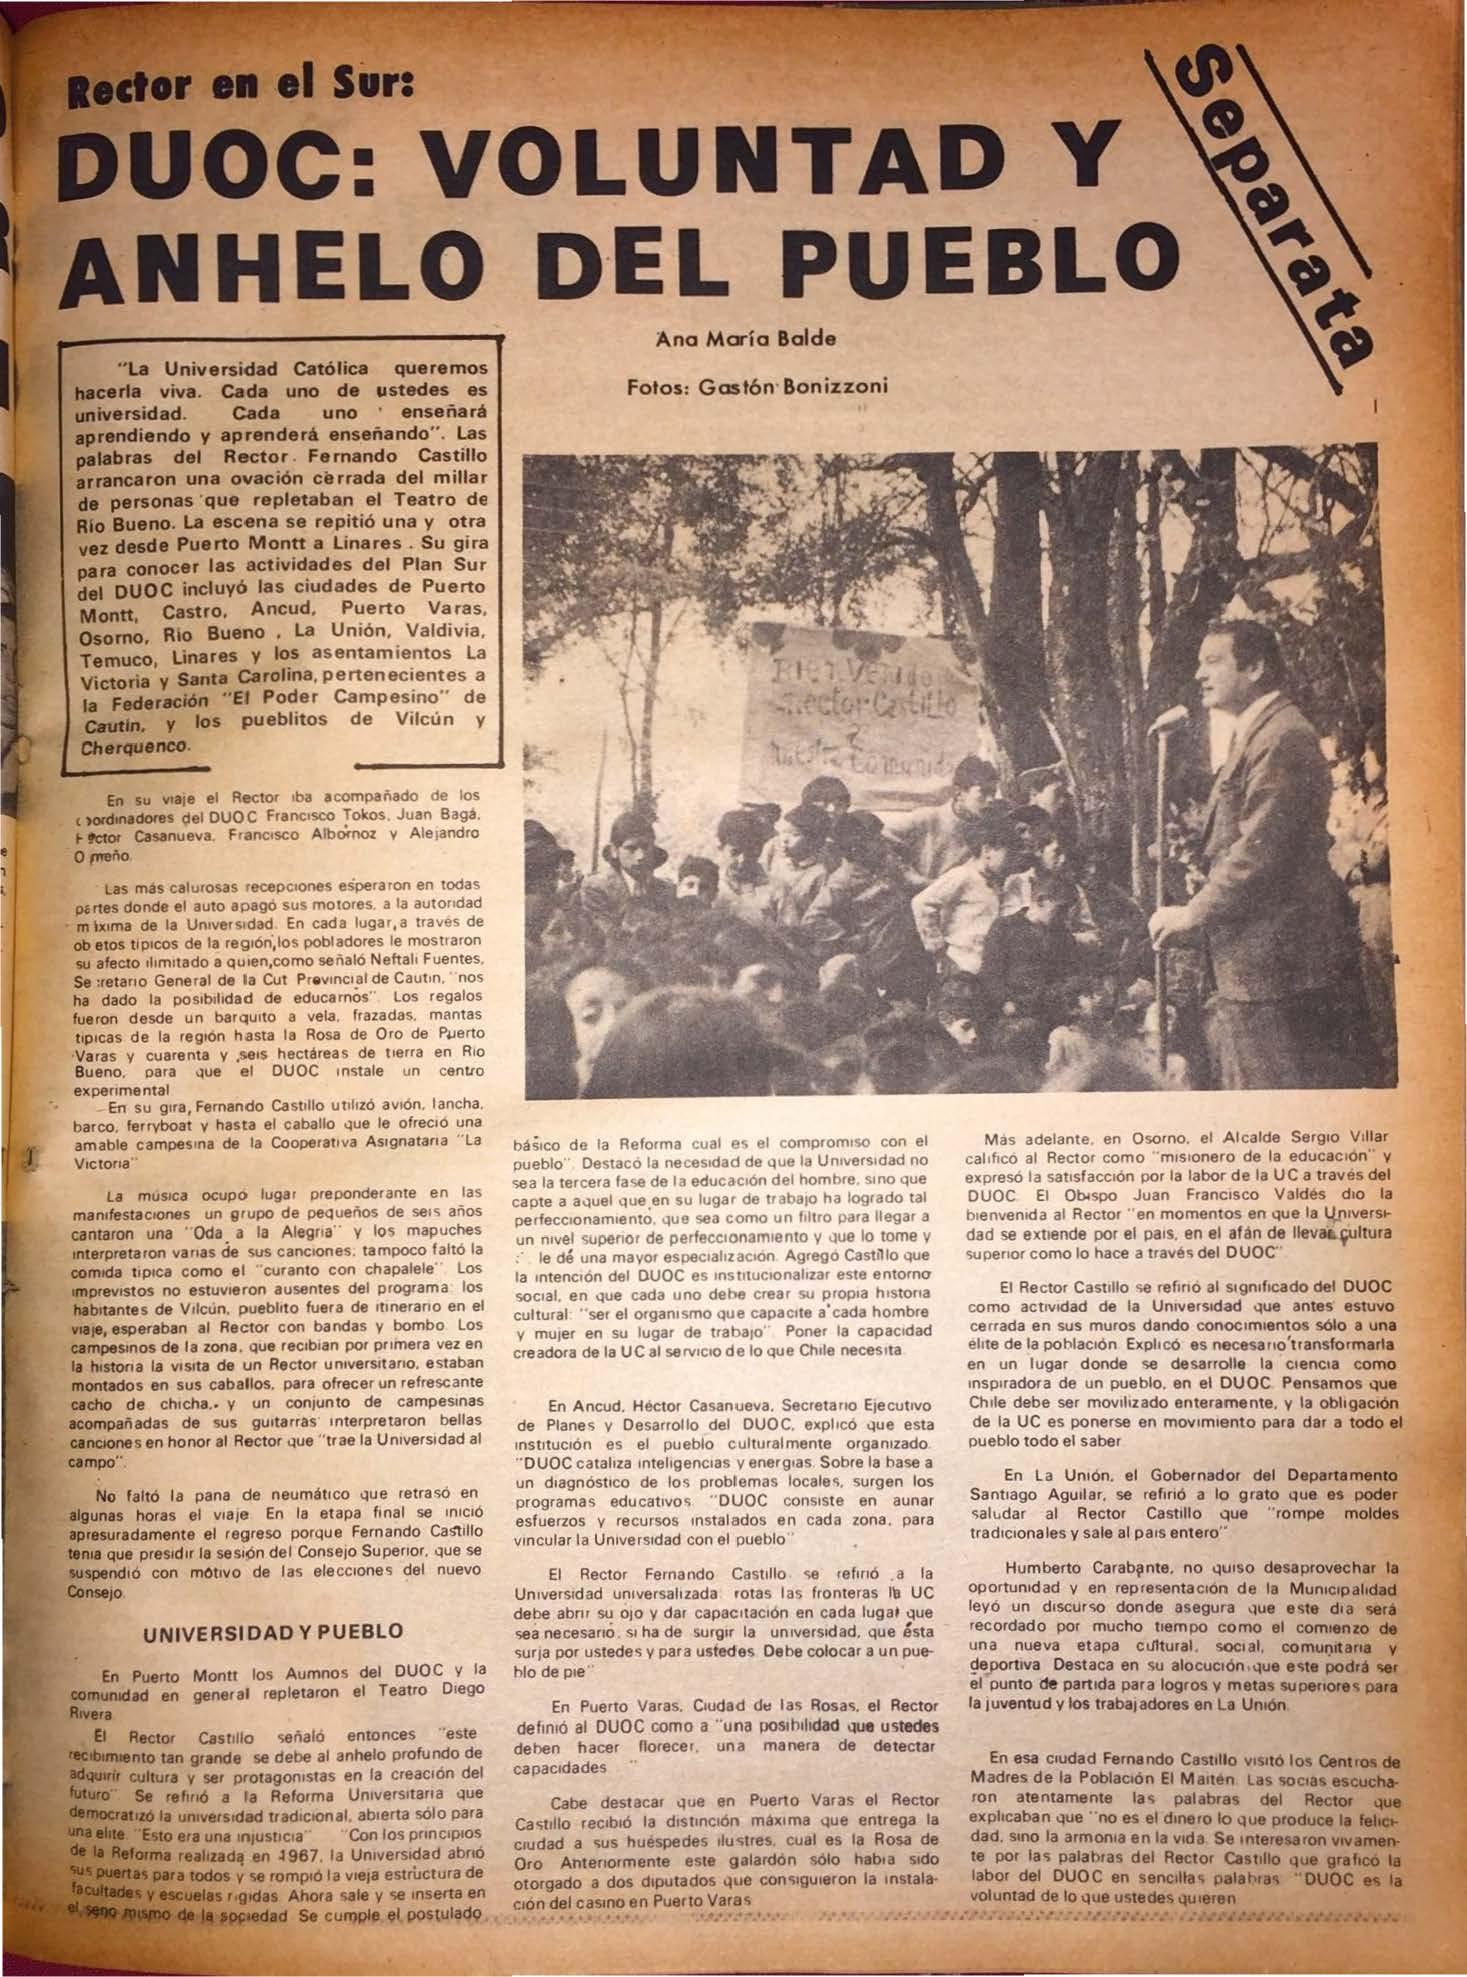 Rector en el Sur:
DUOC: VOLUNTAD Y
ANHELO DEL PUEBLO
Separata
Ana María Balde
Fotos: Gastón Bonizzoni
"La Universidad Católica queremos
hacerla viva. Cada uno de ustedes es
universidad. Cada uno enseñará
aprendiendo y aprenderá enseñando". Las
palabras del Rector Fernando Castillo
arrancaron una ovación cerrada del millar
de personas que repletaban el Teatro de
Río Bueno. La escena se repitió una y otra
vez desde Puerto Montt a Linares. Su gira
para conocer las actividades del Plan Sur
del DUOC incluyó las ciudades de Puerto
Montt, Castro, Ancud, Puerto Varas,
Osorno, Rio Bueno, La Unión, Valdivia,
Temuco, Linares y los asentamientos La
Victoria y Santa Carolina, pertenecientes a
la Federación "El Poder Campesino" de
Cautín, y los pueblitos de Vilcún y
Cherquenco.
En su viaje el Rector iba acompañado de los
coordinadores del DUOC Francisco Tokos, Juan Bagá,
Héctor Casanueva, Francisco Albornoz y Alejandro
Las más calurosas recepciones esperaron en todas
partes donde el auto apagó sus motores, a la autoridad
máxima de la Universidad. En cada lugar, a través de
objetos típicos de la región, los pobladores le mostraron
su afecto ilimitado a quien, como señaló Neftali Fuentes,
Secretario General de la Cut Provincial de Cautin, "nos
ha dado la posibilidad de educarnos". Los regalos
fueron desde un barquito a vela, frazadas, mantas
tipicas de la región hasta la Rosa de Oro de Puerto
Varas y cuarenta y seis hectáreas de tierra en Rio
Bueno, para que el DUOC instale un centro
experimental
En su gira, Fernando Castillo utilizó avión, lancha,
barco, ferryboat y hasta el caballo que le ofreció una
amable campesina de la Cooperativa Asignataria "La
Victoria"
La música ocupó lugar preponderante en las
manifestaciones un grupo de pequeños de seis años
cantaron una "Oda a la Alegria" y los mapuches
interpretaron varias de sus canciones; tampoco faltó la
comida tipica como el "curanto con chapalele". Los
imprevistos no estuvieron ausentes del programa: los
habitantes de Vilcún, pueblito fuera de itinerario en el
viaje, esperaban al Rector con bandas y bombo. Los
campesinos de la zona, que recibian por primera vez en
la historia la visita de un Rector universitario, estaban
montados en sus caballos, para ofrecer un refrescante
cacho de chicha, y un conjunto de campesinas
acompañadas de sus guitarras interpretaron bellas
canciones en honor al Rector que "trae la Universidad al
campo".
No faltó la pana de neumático que retrasó en
algunas horas el viaje. En la etapa final se inició
apresuradamente el regreso porque Fernando Castillo
tenia que presidir la sesión del Consejo Superior, que se
suspendió con motivo de las elecciones del nuevo
Consejo.
UNIVERSIDAD Y PUEBLO
En Puerto Montt los Aumnos del DUOC y la
comunidad en general repletaron el Teatro Diego
Rivera
El Rector Castillo señaló entonces "este
recibimiento tan grande se debe al anhelo profundo de
adquirir cultura y ser protagonistas en la creación del
futuro" Se refirió a la Reforma Universitaria que
democratizó la universidad tradicional, abierta sólo para
una elite. "Esto era una injusticia" "Con los principios
de la Reforma realizada en 1967, la Universidad abrió
sus puertas para todos y se rompió la vieja estructura de
facultades y escuelas rigidas. Ahora sale y se inserta en
el seno mismo de la sociedad Se cumple el postulado
Bien Venido
Rector Castillo
Comunidad
básico de la Reforma cual es el compromiso con el
pueblo". Destacó la necesidad de que la Universidad no
sea la tercera fase de la educación del hombre, sino que
capte a aquel que en su lugar de trabajo ha logrado tal
perfeccionamiento, que sea como un filtro para llegar a
un nivel superior de perfeccionamiento y que lo tome y
le dé una mayor especialización. Agregó Castillo que
la intención del DUOC es institucionalizar este entorno
social, en que cada uno debe crear su propia historia
cultural: "ser el organismo que capacite a cada hombre
y mujer en su lugar de trabajo". Poner la capacidad
creadora de la UC al servicio de lo que Chile necesita.
En Ancud, Héctor Casanueva, Secretario Ejecutivo
de Planes y Desarrollo del DUOC, explicó que esta
institución es el pueblo culturalmente organizado.
"DUOC cataliza inteligencias y energias. Sobre la base a
un diagnóstico de los problemas locales, surgen los
programas educativos. "DUOC consiste en aunar
esfuerzos y recursos instalados en cada zona, para
vincular la Universidad con el pueblo"
El Rector Fernando Castillo se refirió a la
Universidad universalizada: rotas las fronteras la UC
debe abrir su ojo y dar capacitación en cada lugar que
sea necesario, si ha de surgir la universidad, que ésta
surja por ustedes y para ustedes. Debe colocar a un pue-
blo de pie"
En Puerto Varas, Ciudad de las Rosas, el Rector
definió al DUOC como a "una posibilidad que ustedes
deben hacer florecer, una manera de detectar
capacidades"
Cabe destacar que en Puerto Varas el Rector
Castillo recibió la distinción máxima que entrega la
ciudad a sus huéspedes ilustres, cual es la Rosa de
Oro Anteriormente este galardón sólo habia sido
otorgado a dos diputados que consiguieron la instala-
ción del casino en Puerto Varas
Más adelante, en Osorno, el Alcalde Sergio Villar
calificó al Rector como "misionero de la educación" y
expresó la satisfacción por la labor de la UC a través del
DUOC. El Obispo Juan Francisco Valdés dio la
bienvenida al Rector "en momentos en que la Universi-
dad se extiende por el pais, en el afán de llevar cultura
superior como lo hace a través del DUOC".
El Rector Castillo se refirió al significado del DUOC
como actividad de la Universidad que antes estuvo
cerrada en sus muros dando conocimientos sólo a una
élite de la población. Explicó: es necesario transformarla
en un lugar donde se desarrolle la ciencia como
inspiradora de un pueblo, en el DUOC. Pensamos que
Chile debe ser movilizado enteramente, y la obligación
de la UC es ponerse en movimiento para dar a todo el
pueblo todo el saber
En La Unión, el Gobernador del Departamento
Santiago Aguilar, se refirió a lo grato que es poder
saludar al Rector Castillo que "rompe moldes
tradicionales y sale al pais entero"
Humberto Carabante, no quiso desaprovechar la
oportunidad y en representación de la Municipalidad
leyó un discurso donde asegura que este dia será
recordado por mucho tiempo como el comienzo de
una nueva etapa cultural, social, comunitaria y
deportiva Destaca en su alocución que este podrá ser
el punto de partida para logros y metas superiores para
la juventud y los trabajadores en La Unión.
En esa ciudad Fernando Castillo visitó los Centros de
Madres de la Población El Maitén. Las socias escucha-
ron atentamente las palabras del Rector que
explicaban que "no es el dinero lo que produce la felici-
dad, sino la armonia en la vida. Se interesaron vivamen-
te por las palabras del Rector Castillo que graficó la
labor del DUOC en sencillas palabras "DUOC es la
voluntad de lo que ustedes quieren